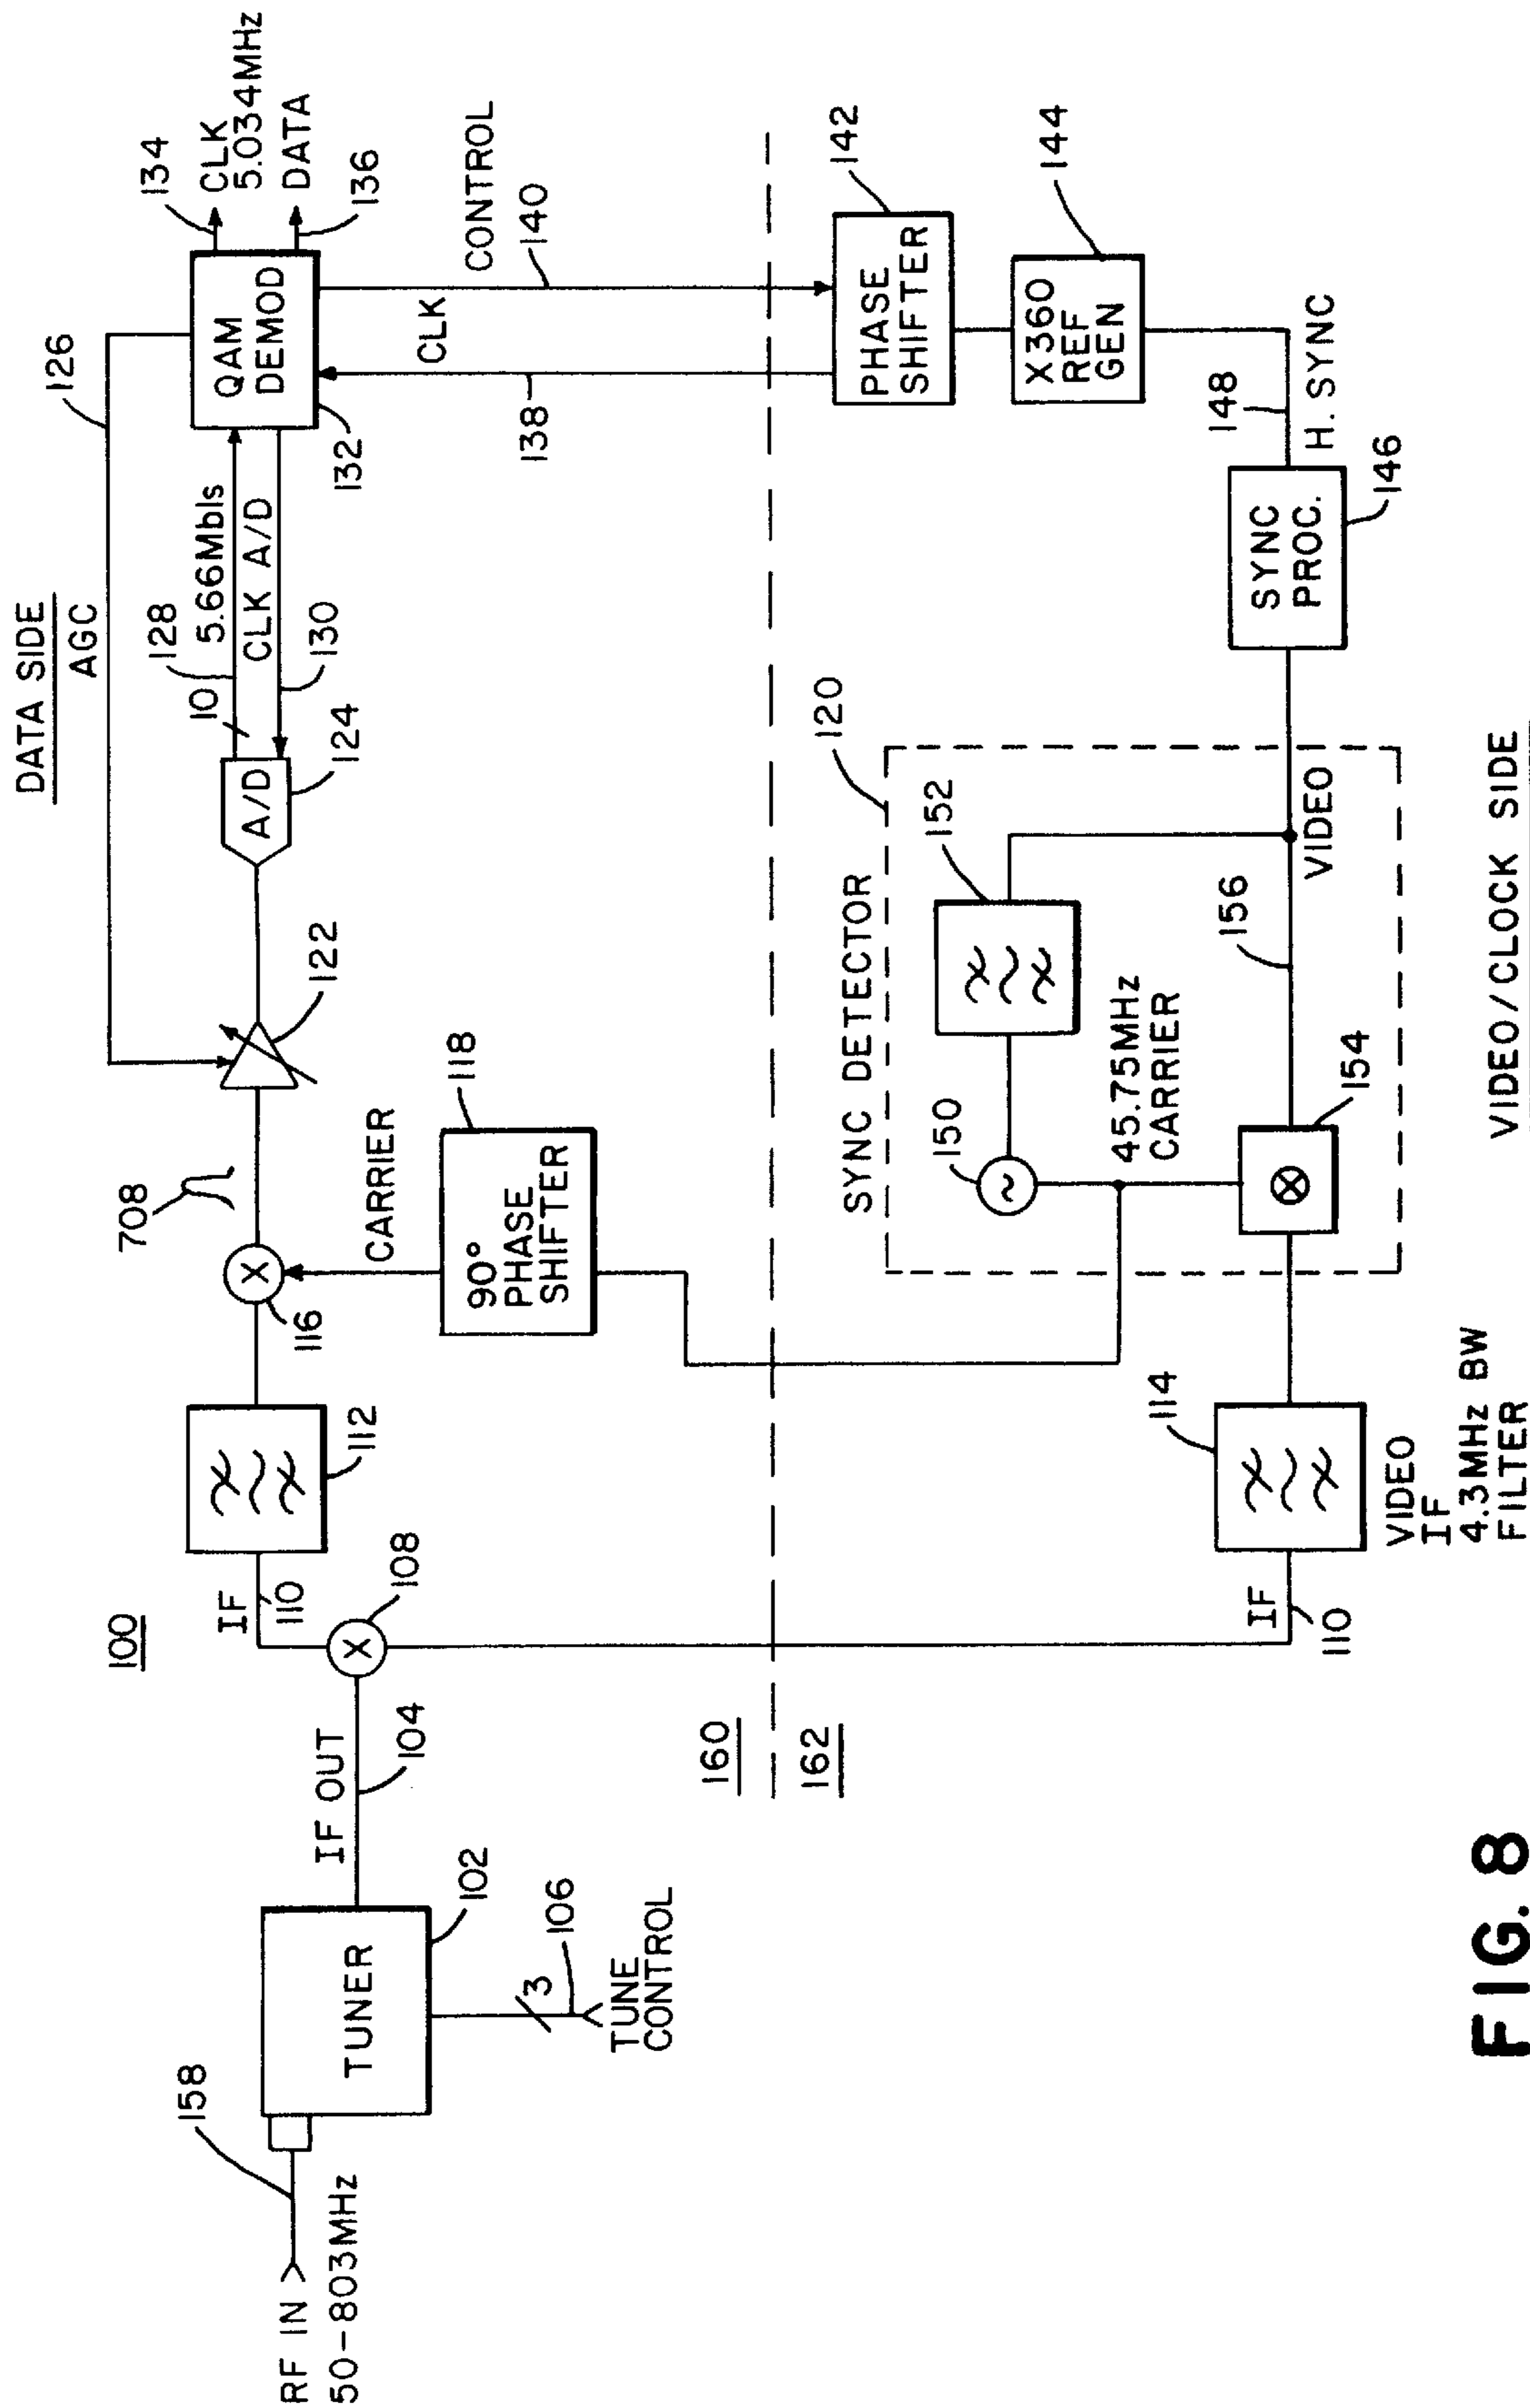 DATA SIDE
AGC
126
134
CLK
5.034MHz
DATA
136
QAM
DEMOD
132
10
128
5.66Mbls
CLK A/D
130
A/D
124
122
708
CONTROL
140
CLK
138
100
IF
110
112
116
CARRIER
118
90°
PHASE
SHIFTER
108
IF OUT
104
158
RF IN
50-803MHz
TUNER
102
3
106
TUNE
CONTROL
160
162
142
PHASE
SHIFTER
144
X360
REF
GEN
148
H. SYNC
SYNC
PROC.
146
SYNC DETECTOR
120
152
150
45.75MHz
CARRIER
156
VIDEO
154
114
IF
110
VIDEO
IF
4.3MHz BW
FILTER
VIDEO/CLOCK SIDE
FIG. 8